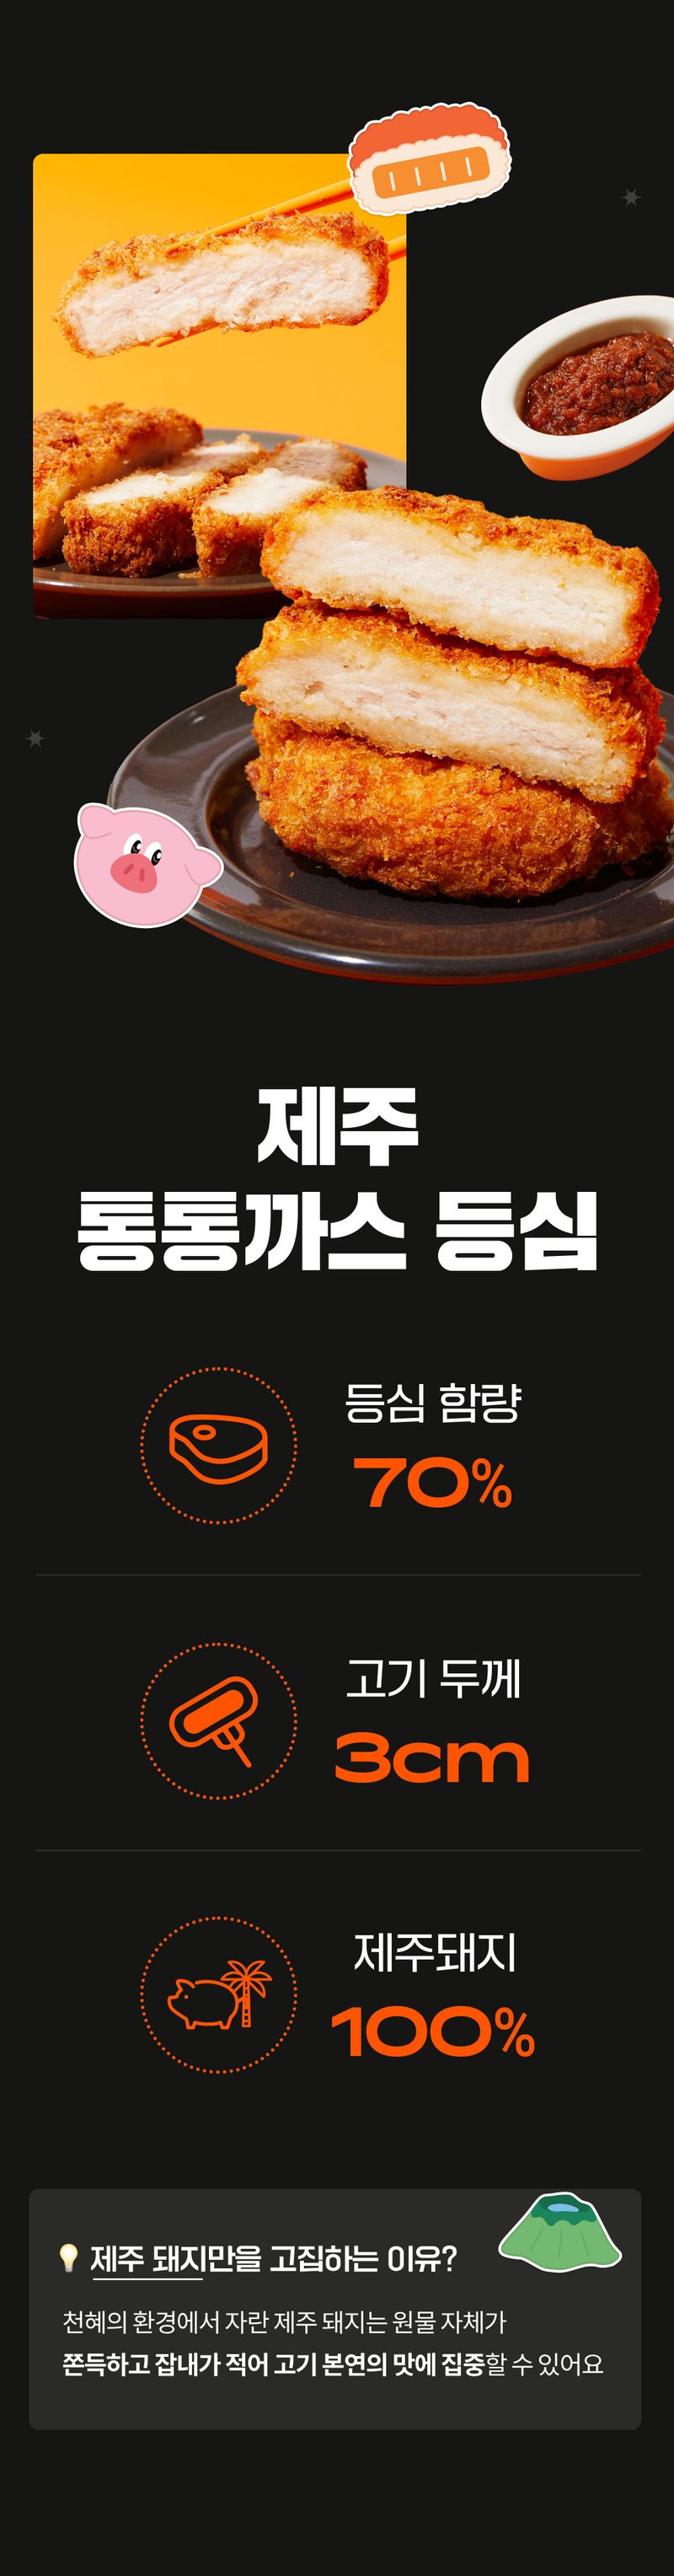 제주
통통까스 등심
등심 함량
70%
고기 두께
3cm
제주돼지
100%
💡 제주 돼지만을 고집하는 이유?
천혜의 환경에서 자란 제주 돼지는 원물 자체가
쫀득하고 잡내가 적어 고기 본연의 맛에 집중할 수 있어요